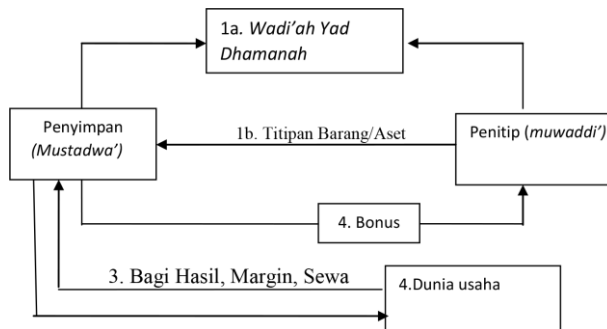 1a. Wadi’ah Yad
Dhamanah
Penyimpan
(Mustadwa’)
1b. Titipan Barang/Aset
Penitip (muwaddi’)
4. Bonus
3. Bagi Hasil, Margin, Sewa
4.Dunia usaha